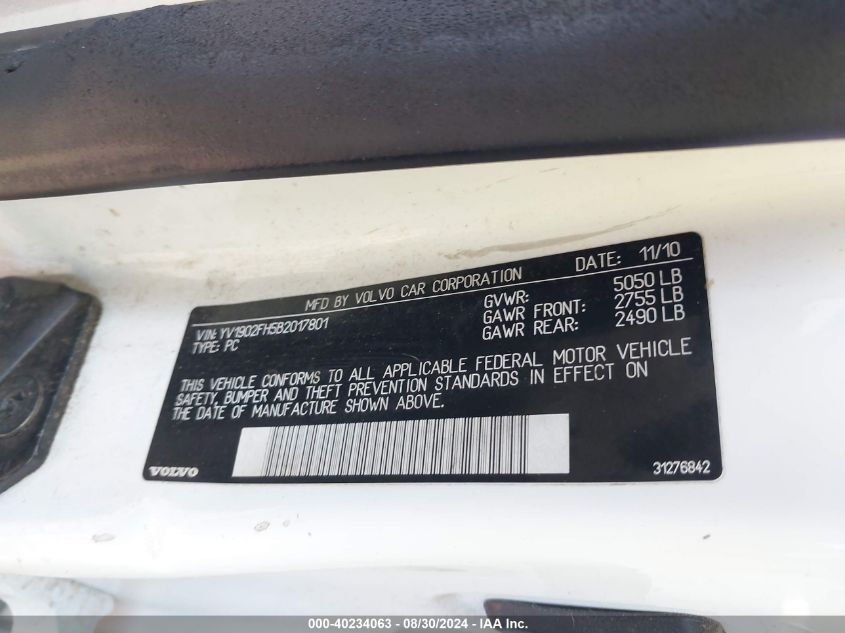 MFD BY VOLVO CAR CORPORATION
DATE: 11/10
VIN: YV1902FH5B2017801
TYPE: PC
GVWR: 5050 LB
GAWR FRONT: 2755 LB
GAWR REAR: 2490 LB
THIS VEHICLE CONFORMS TO ALL APPLICABLE FEDERAL MOTOR VEHICLE
SAFETY, BUMPER AND THEFT PREVENTION STANDARDS IN EFFECT ON
THE DATE OF MANUFACTURE SHOWN ABOVE.
VOLVO
31276842
000-40234063 - 08/30/2024 - IAA Inc.